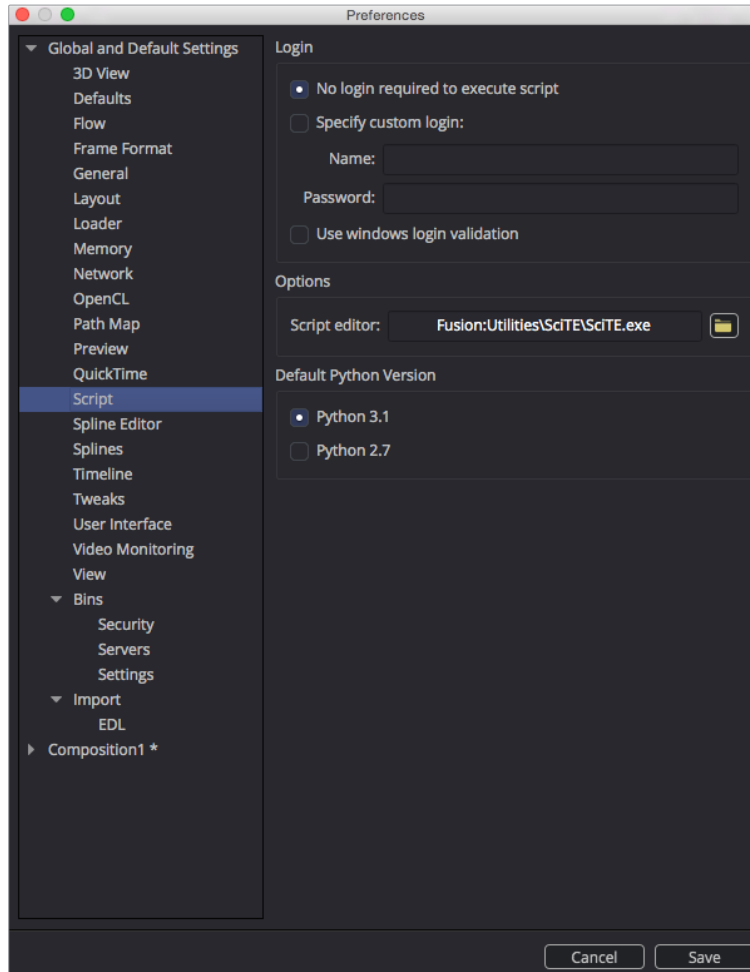 Preferences
Global and Default Settings
3D View
Defaults
Flow
Frame Format
General
Layout
Loader
Memory
Network
OpenCL
Path Map
Preview
QuickTime
Script
Spline Editor
Splines
Timeline
Tweaks
User Interface
Video Monitoring
View
Bins
Security
Servers
Settings
Import
EDL
Composition1 *
Login
No login required to execute script
Specify custom login:
Name:
Password:
Use windows login validation
Options
Script editor: Fusion:Utilities\SciTE\SciTE.exe
Default Python Version
Python 3.1
Python 2.7
Cancel Save